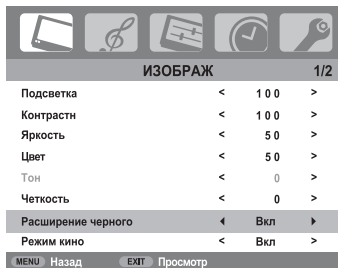 ИЗОБРАЖ 1/2
Подсветка < 100 >
Контрастн < 100 >
Яркость < 50 >
Цвет < 50 >
Тон < 0 >
Четкость < 0 >
Расширение черного Вкл
Режим кино < Вкл >
MENU Назад EXIT Просмотр